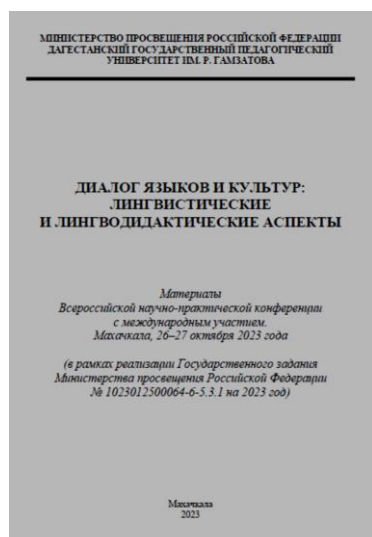 МИНИСТЕРСТВО ПРОСВЕЩЕНИЯ РОССИЙСКОЙ ФЕДЕРАЦИИ
ДАГЕСТАНСКИЙ ГОСУДАРСТВЕННЫЙ ПЕДАГОГИЧЕСКИЙ
УНИВЕРСИТЕТ ИМ. Р. ГАМЗАТОВА
ДИАЛОГ ЯЗЫКОВ И КУЛЬТУР:
ЛИНГВИСТИЧЕСКИЕ
И ЛИНГВОДИДАКТИЧЕСКИЕ АСПЕКТЫ
Материалы
Всероссийской научно-практической конференции
с международным участием.
Махачкала, 26–27 октября 2023 года
(в рамках реализации Государственного задания
Министерства просвещения Российской Федерации
№ 1023012500064-6-5.3.1 на 2023 год)
Махачкала
2023